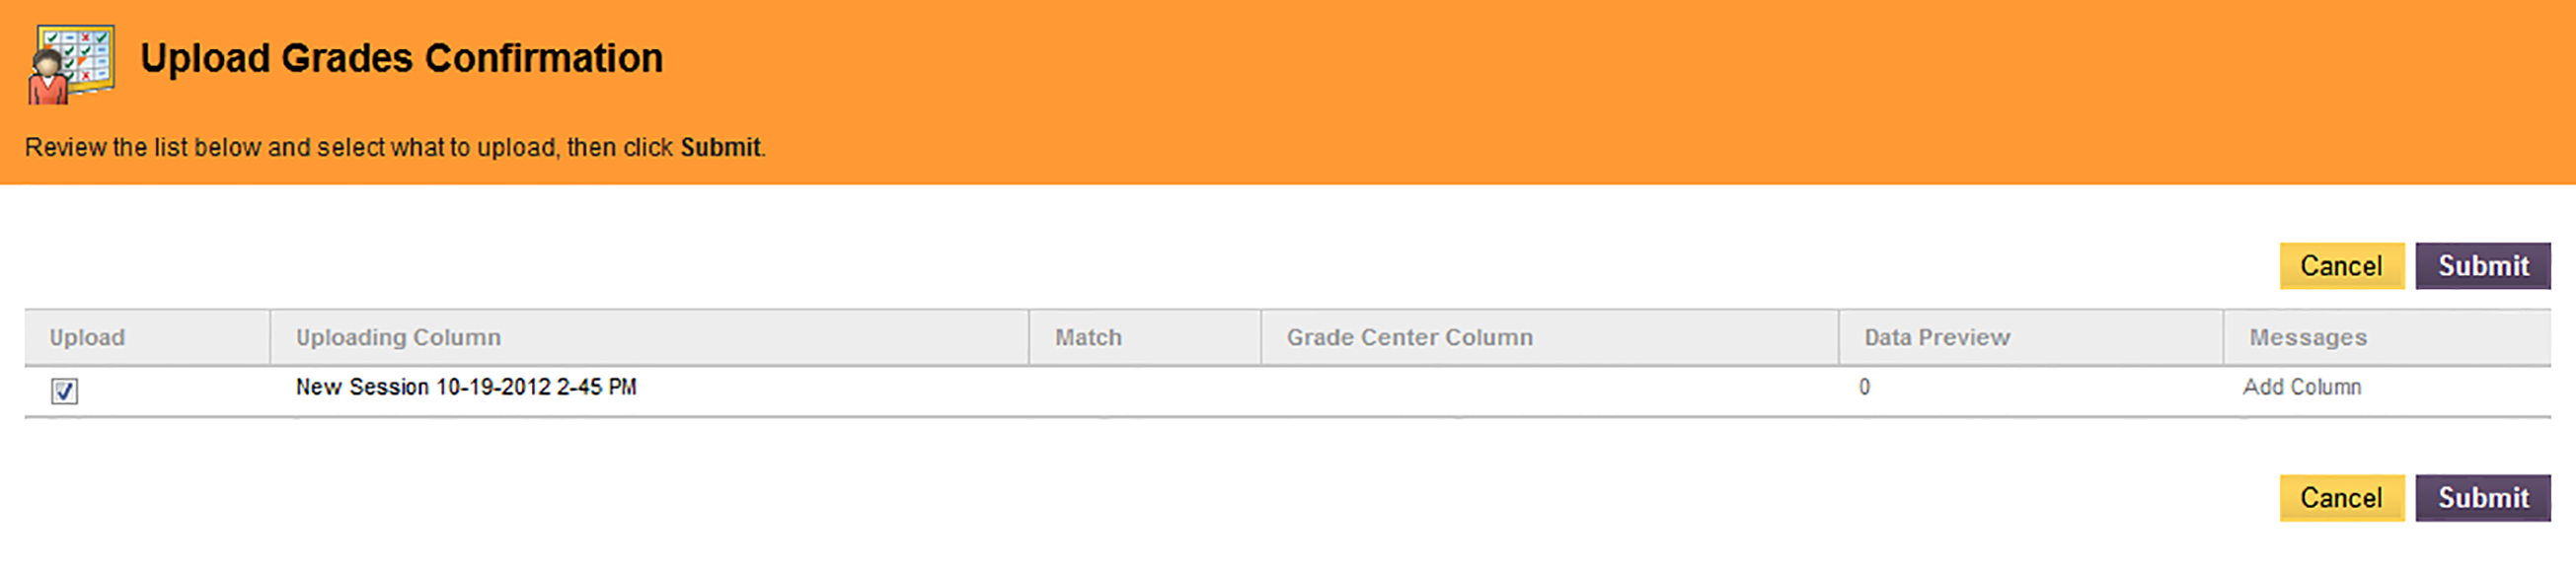 Upload Grades Confirmation
Review the list below and select what to upload, then click Submit.
Cancel Submit
Upload Uploading Column Match Grade Center Column Data Preview Messages
New Session 10-19-2012 2-45 PM 0 Add Column
Cancel Submit